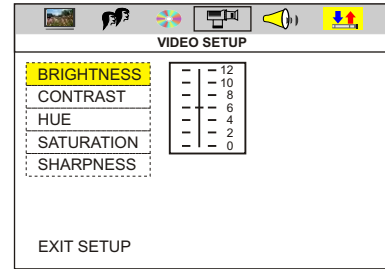 VIDEO SETUP
BRIGHTNESS
CONTRAST
HUE
SATURATION
SHARPNESS
12
10
8
6
4
2
0
EXIT SETUP